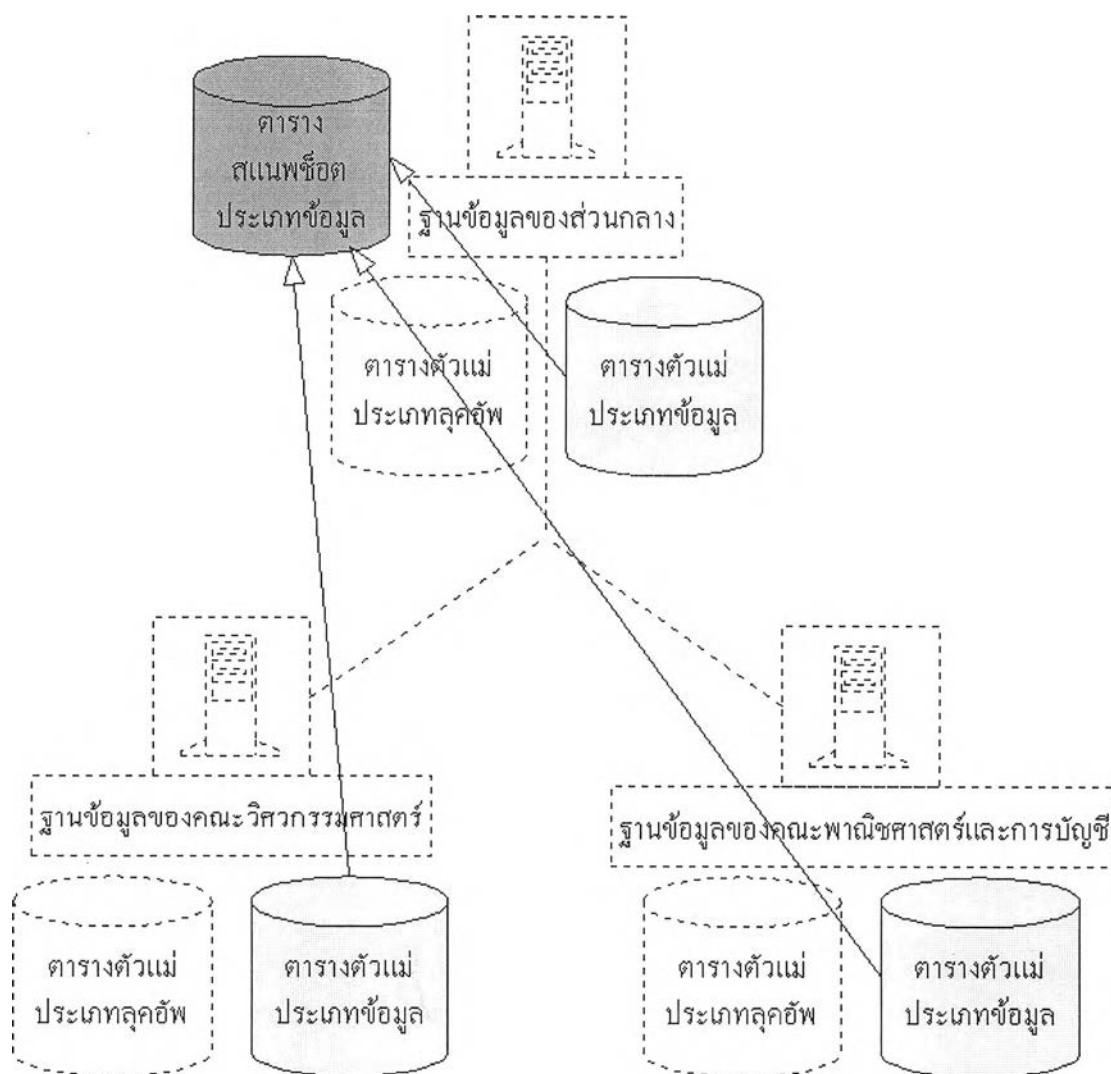 ตาราง
สแนพช็อต
ประเภทข้อมูล
ฐานข้อมูลของส่วนกลาง
ตารางตัวแม่
ประเภทลุคอัพ
ตารางตัวแม่
ประเภทข้อมูล
ฐานข้อมูลของคณะวิศวกรรมศาสตร์
ตารางตัวแม่
ประเภทลุคอัพ
ตารางตัวแม่
ประเภทข้อมูล
ฐานข้อมูลของคณะพาณิชศาสตร์และการบัญชี
ตารางตัวแม่
ประเภทลุคอัพ
ตารางตัวแม่
ประเภทข้อมูล